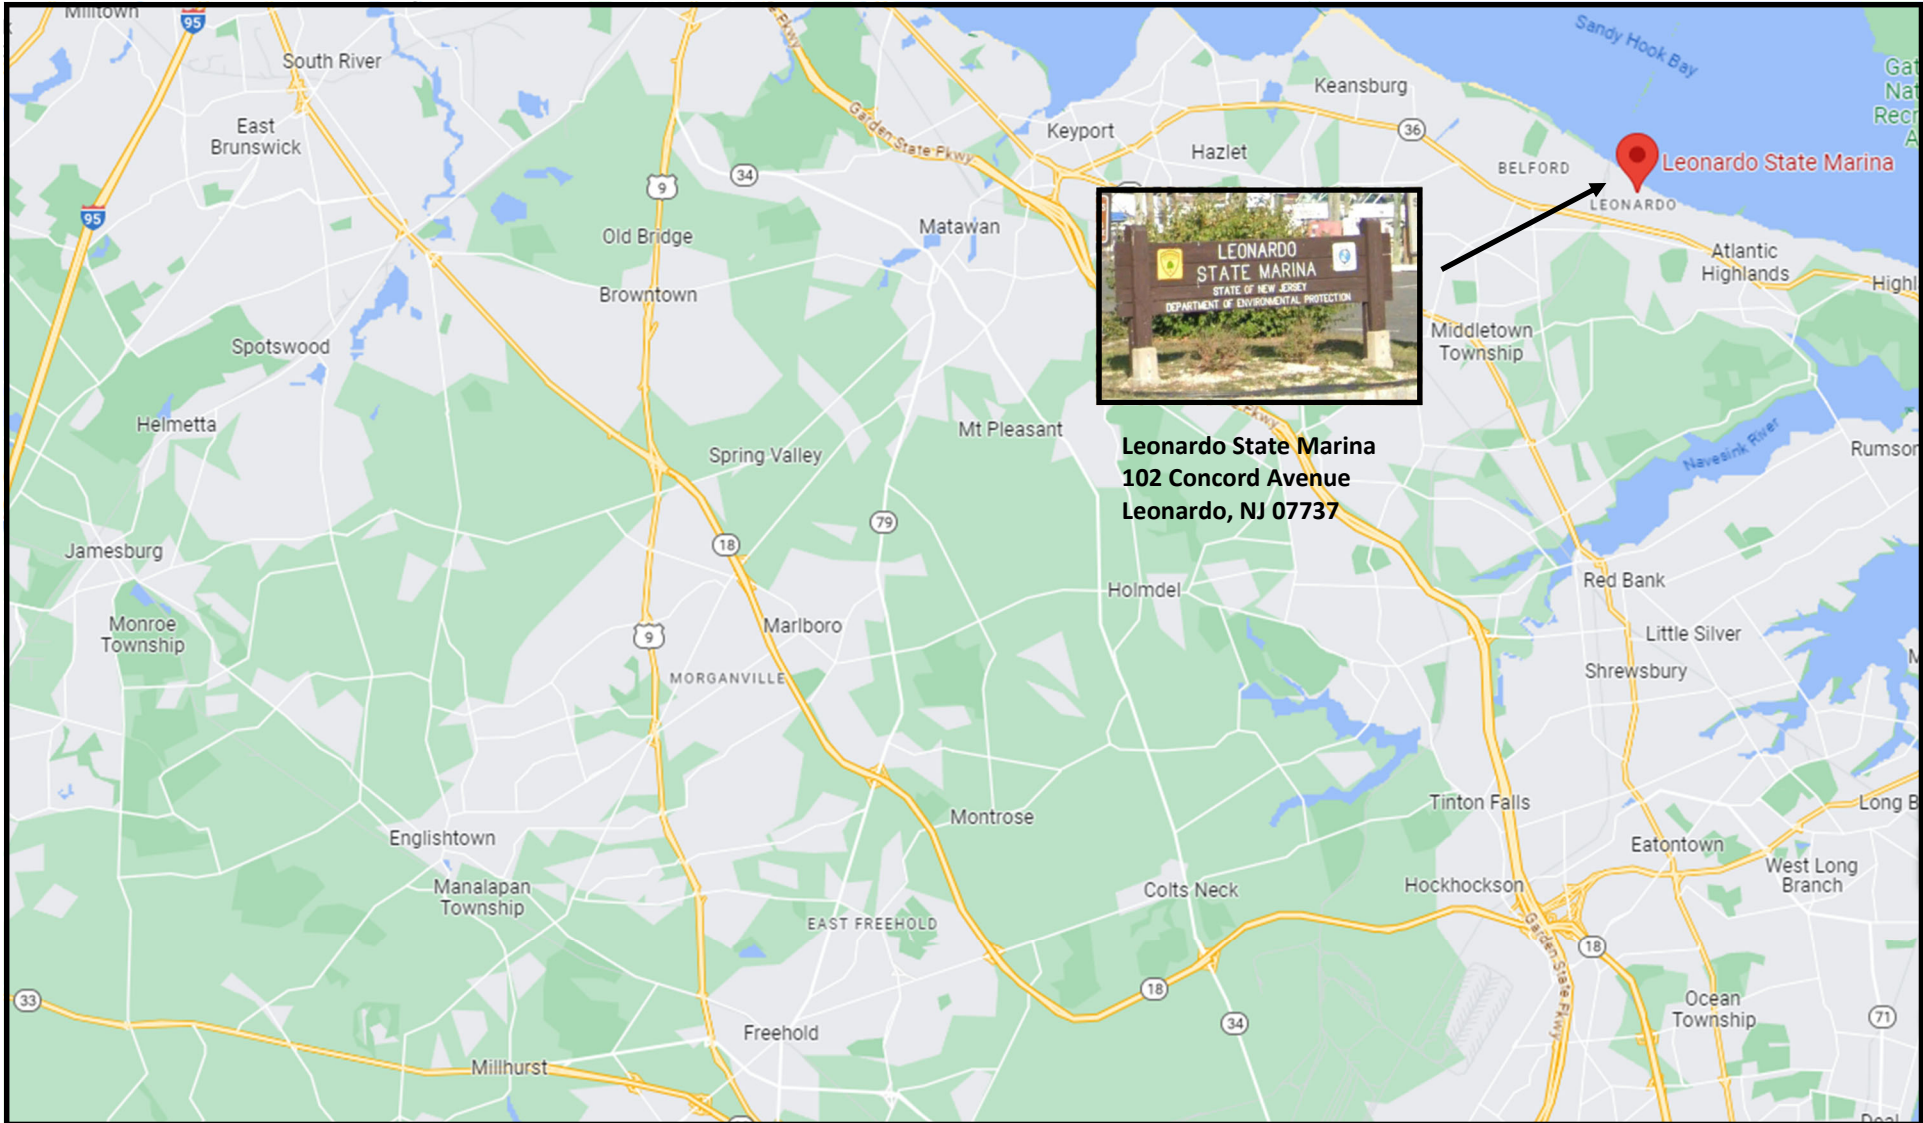 Milltown
95
South River
Sandy Hook Bay
Keansburg
Garden State Pkwy
36
East
Brunswick
Keyport
Hazlet
BELFORD
Leonardo State Marina
LEONARDO
9
34
95
Matawan
Old Bridge
LEONARDO
STATE MARINA
STATE OF NEW JERSEY
DEPARTMENT OF ENVIRONMENTAL PROTECTION
Atlantic
Highlands
Browntown
Middletown
Township
Spotswood
Helmetta
Mt Pleasant
Pkwy
Spring Valley
Leonardo State Marina
102 Concord Avenue
Leonardo, NJ 07737
Navesink River
79
18
Jamesburg
Holmdel
Red Bank
Monroe
Township
9
Marlboro
Little Silver
Shrewsbury
MORGANVILLE
Montrose
Tinton Falls
Englishtown
Eatontown
West Long
Branch
Manalapan
Township
Colts Neck
Hockhockson
EAST FREEHOLD
Garden State Pkwy
18
18
33
34
Ocean
Township
71
Freehold
Millhurst